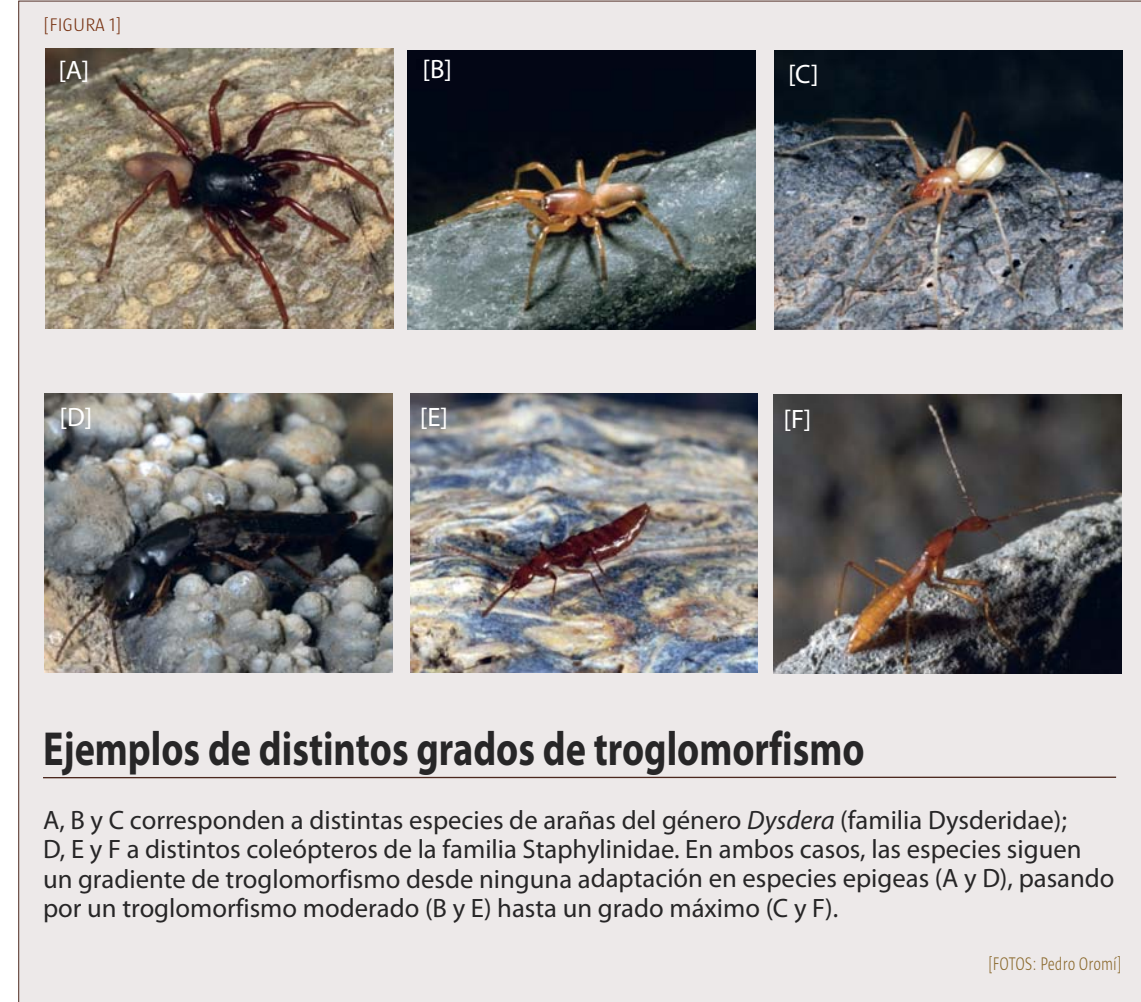 [FIGURA 1]
[A]
[B]
[C]
[D]
[E]
[F]
Ejemplos de distintos grados de troglomorfismo
A, B y C corresponden a distintas especies de arañas del género Dysdera (familia Dysderidae);
D, E y F a distintos coleópteros de la familia Staphylinidae. En ambos casos, las especies siguen
un gradiente de troglomorfismo desde ninguna adaptación en especies epigeas (A y D), pasando
por un troglomorfismo moderado (B y E) hasta un grado máximo (C y F).
[FOTOS: Pedro Oromí]